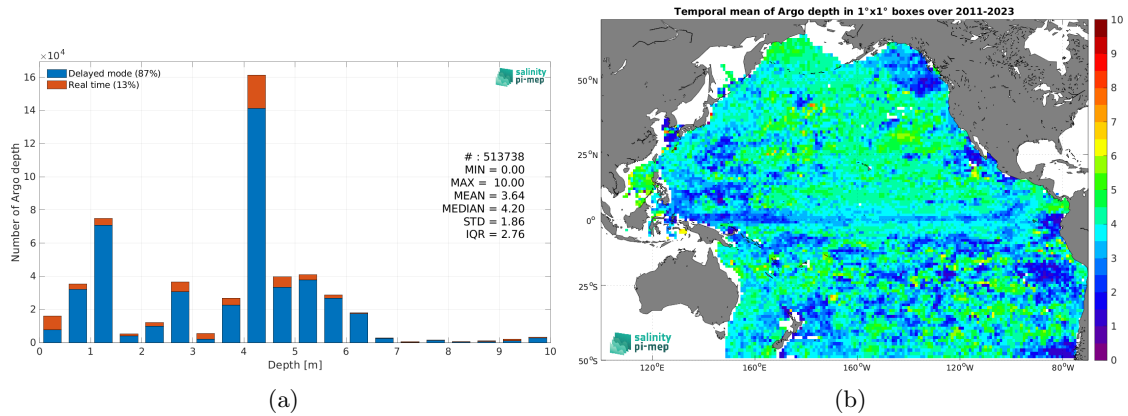 ×10⁴
Delayed mode (87%)
Real time (13%)
salinity
pi-mep
16
14
12
10
8
6
4
2
0
Number of Argo depth
# : 513738
MIN = 0.00
MAX = 10.00
MEAN = 3.64
MEDIAN = 4.20
STD = 1.86
IQR = 2.76
0 1 2 3 4 5 6 7 8 9 10
Depth [m]
(a)
Temporal mean of Argo depth in 1°x1° boxes over 2011-2023
50°N
25°N
0°
25°S
50°S
120°E 160°E 160°W 120°W 80°W
salinity
pi-mep
10
9
8
7
6
5
4
3
2
1
0
(b)